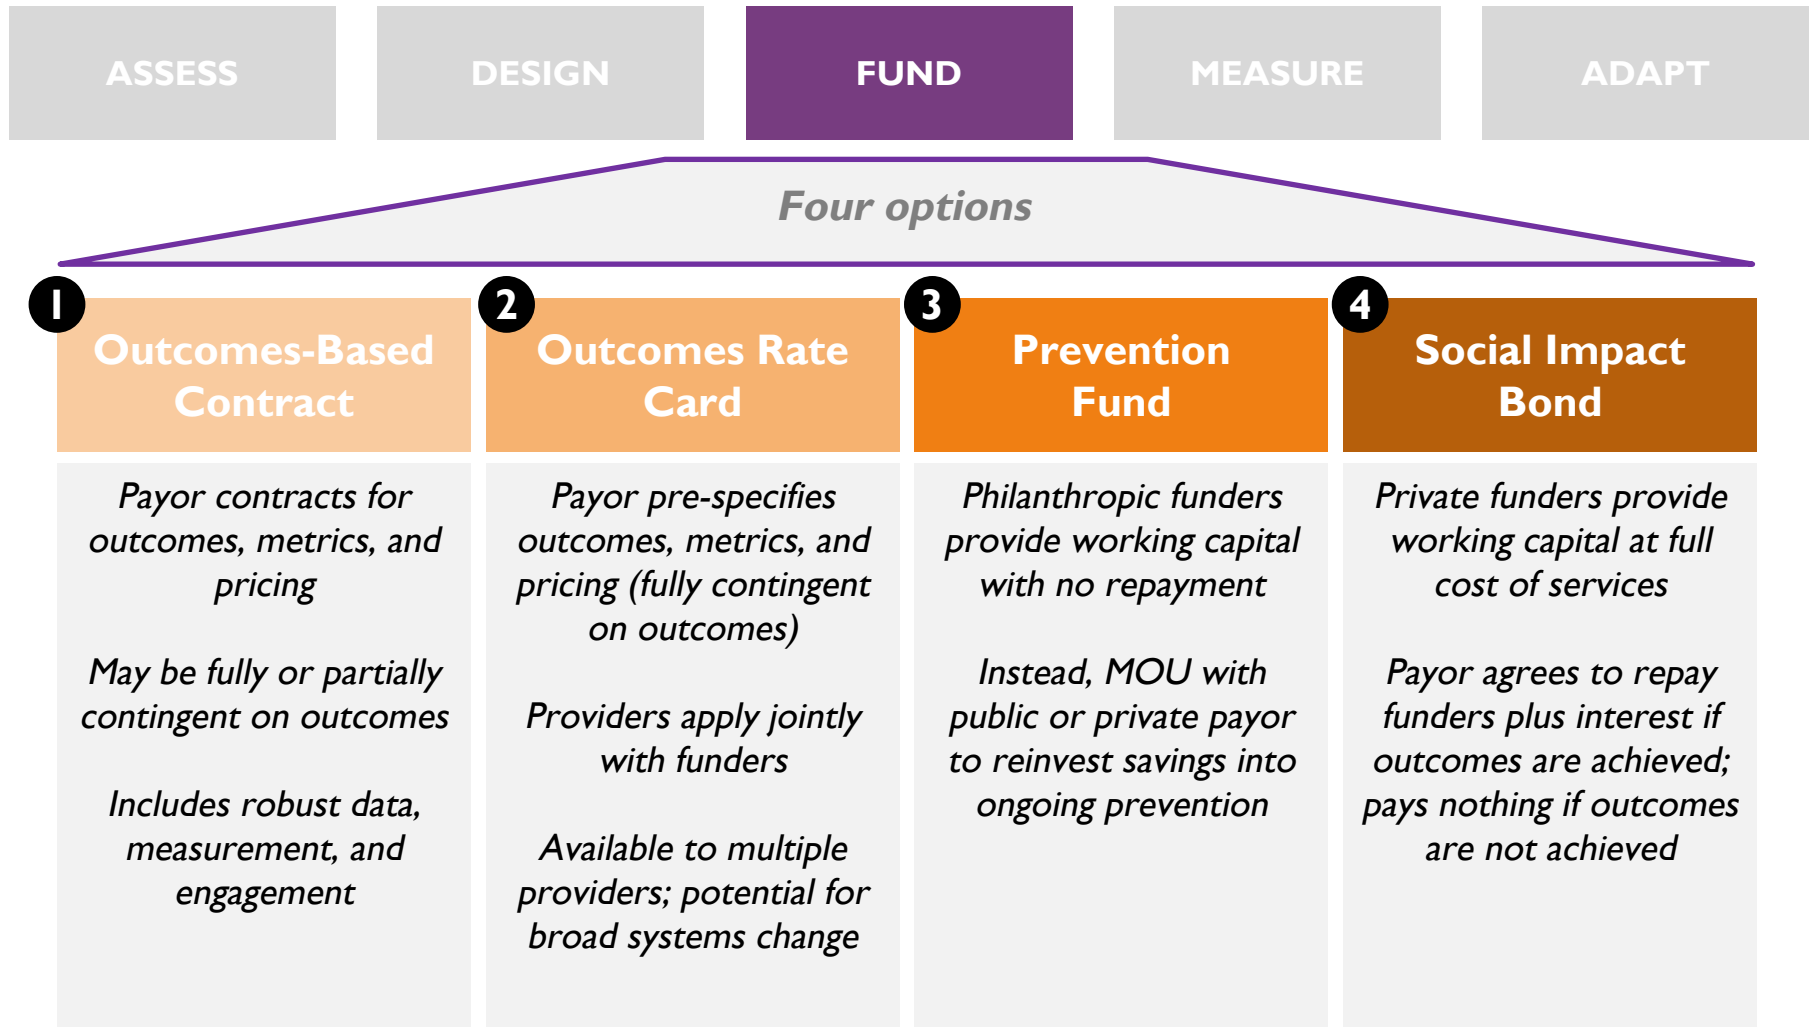 ASSESS
DESIGN
FUND
MEASURE
ADAPT
Four options
1
Outcomes-Based
Contract
Payor contracts for
outcomes, metrics, and
pricing
May be fully or partially
contingent on outcomes
Includes robust data,
measurement, and
engagement
2
Outcomes Rate
Card
Payor pre-specifies
outcomes, metrics, and
pricing (fully contingent
on outcomes)
Providers apply jointly
with funders
Available to multiple
providers; potential for
broad systems change
3
Prevention
Fund
Philanthropic funders
provide working capital
with no repayment
Instead, MOU with
public or private payor
to reinvest savings into
ongoing prevention
4
Social Impact
Bond
Private funders provide
working capital at full
cost of services
Payor agrees to repay
funders plus interest if
outcomes are achieved;
pays nothing if outcomes
are not achieved